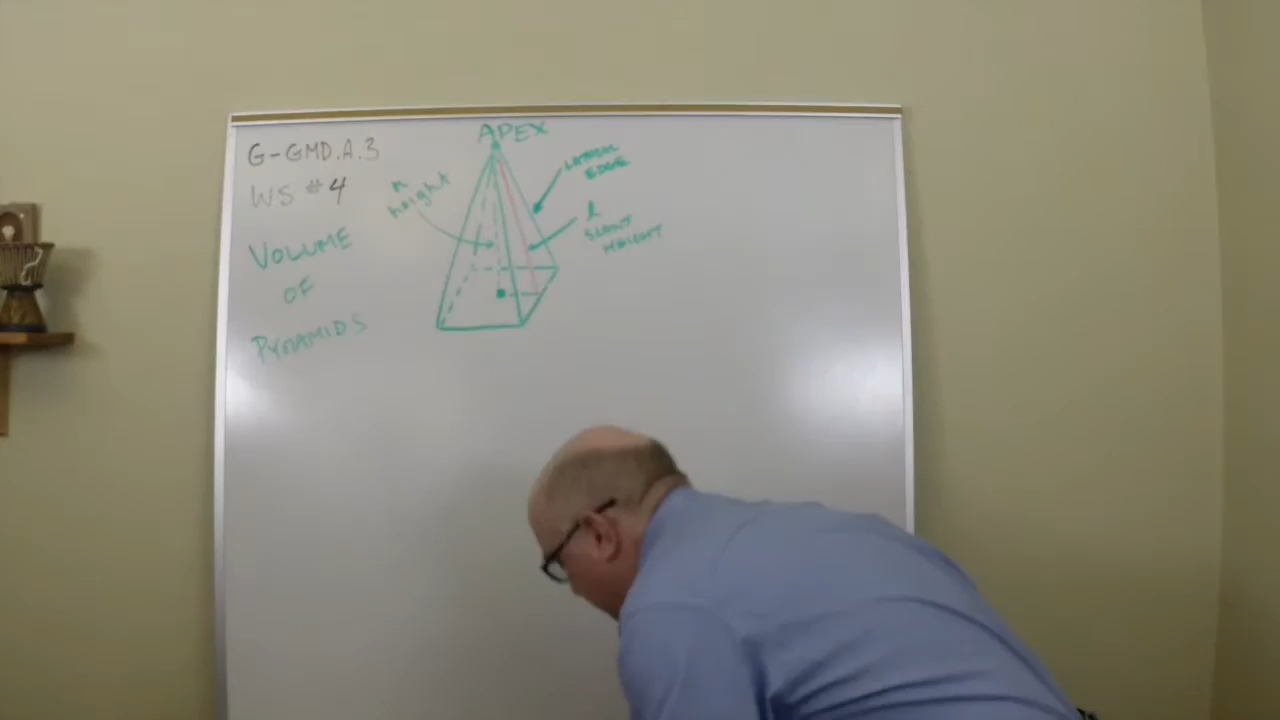 G-GMD.A.3
WS #4
VOLUME
OF
PYRAMIDS
APEX
h
height
LATERAL
EDGE
l
SLANT
HEIGHT